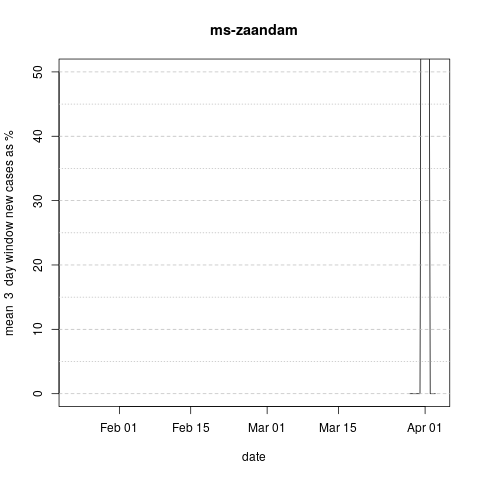 ms-zaandam
mean 3 day window new cases as %
50
40
30
20
10
0
Feb 01
Feb 15
Mar 01
Mar 15
Apr 01
date